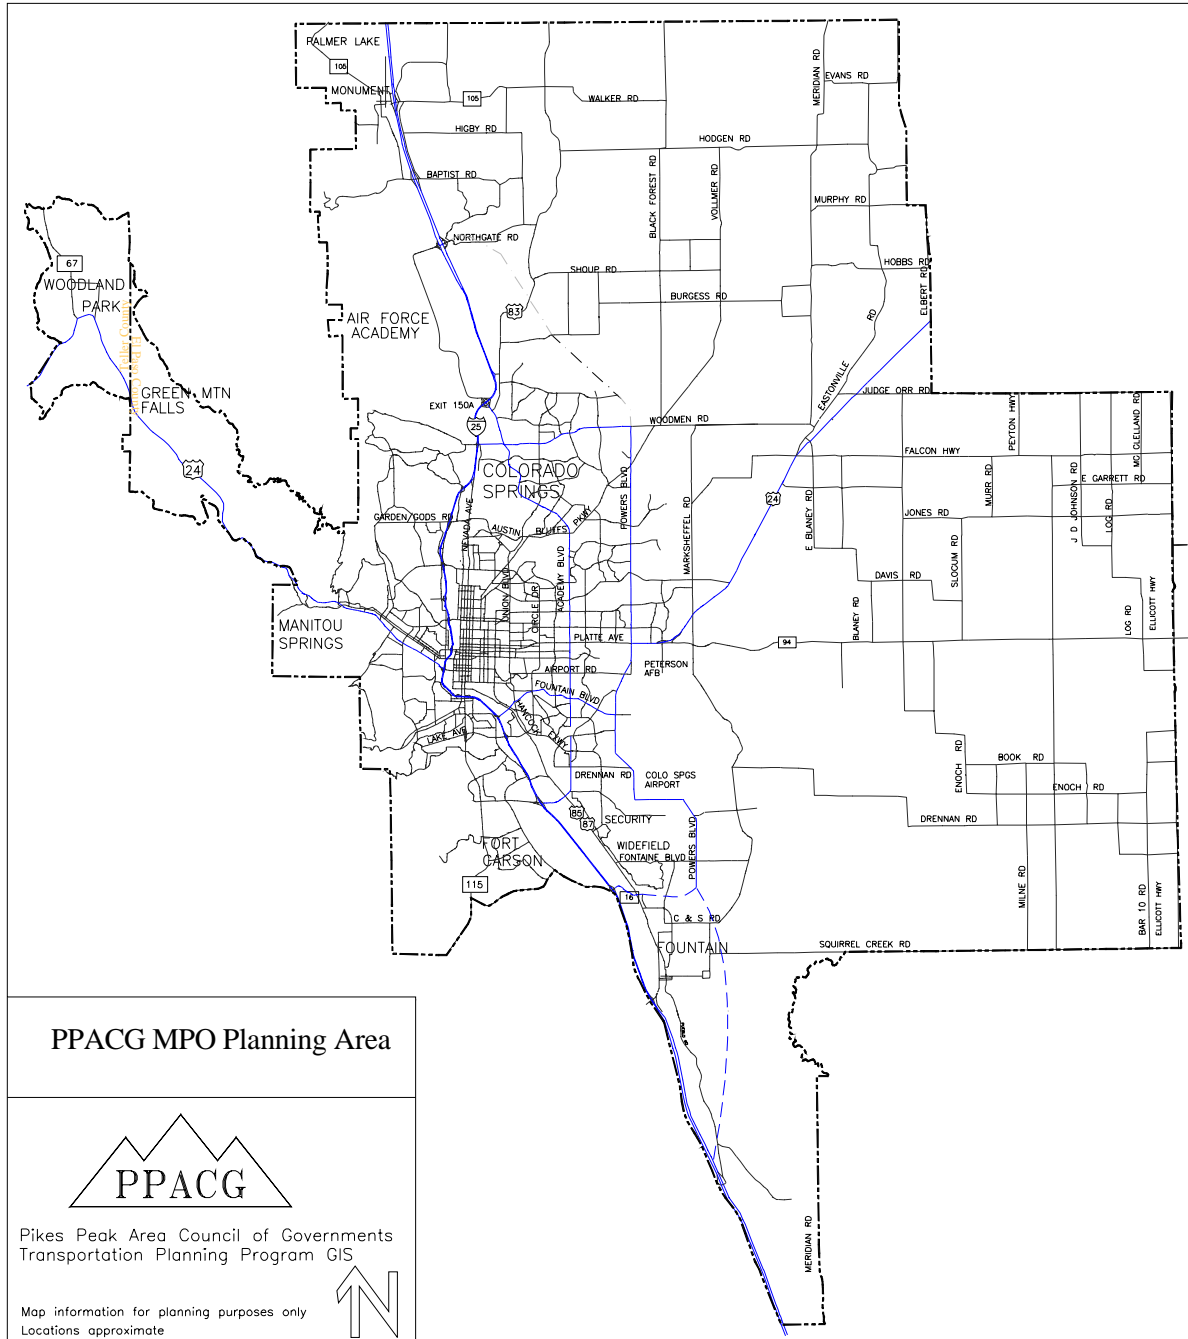 PALMER LAKE
105
MONUMENT
105
WALKER RD
HIGBY RD
MERIDIAN RD
EVANS RD
HODGEN RD
BAPTIST RD
BLACK FOREST RD
VOLLMER RD
MURPHY RD
NORTHGATE RD
67
WOODLAND
PARK
SHOUP RD
HOBBS RD
ELBERT RD
BURGESS RD
83
AIR FORCE
ACADEMY
Teller County
El Paso County
RD
EASTONVILLE
GREEN MTN
FALLS
JUDGE ORR RD
EXIT 150A
25
WOODMEN RD
PEYTON HWY
MC CLELLAND RD
FALCON HWY
24
COLORADO
SPRINGS
POWERS BLVD
MARKSHEFFEL RD
24
E BLANEY RD
MURR RD
J D JOHNSON RD
E GARRETT RD
LOG RD
GARDEN/GODS RD
NEVADA AVE
AUSTIN BLUFFS PKWY
JONES RD
SLOCUM RD
UNION BLVD
CIRCLE DR
ACADEMY BLVD
DAVIS RD
BLANEY RD
LOG RD
ELLICOTT HWY
MANITOU
SPRINGS
PLATTE AVE
94
AIRPORT RD
PETERSON
AFB
FOUNTAIN BLVD
HANCOCK EXWY
LAKE AVE
DRENNAN RD
COLO SPGS
AIRPORT
ENOCH RD
BOOK RD
ENOCH RD
85
87
SECURITY
DRENNAN RD
WIDEFIELD
FONTAINE BLVD
POWERS BLVD
FORT
CARSON
115
16
MILNE RD
BAR 10 RD
ELLICOTT HWY
C & S RD
FOUNTAIN
SQUIRREL CREEK RD
MERIDIAN RD
PPACG MPO Planning Area
PPACG
Pikes Peak Area Council of Governments
Transportation Planning Program GIS
N
Map information for planning purposes only
Locations approximate